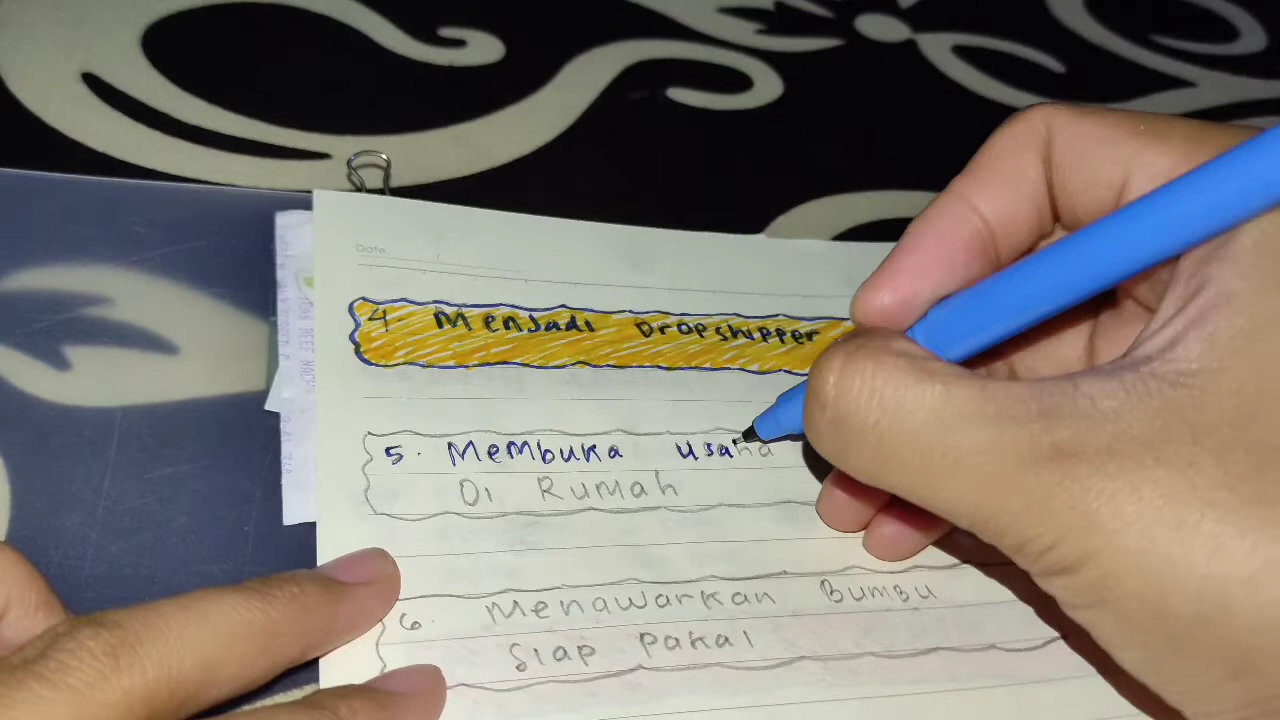 Date
4. Menjadi Dropshipper
5. Membuka usaha
Di Rumah
6. Menawarkan Bumbu
Siap Pakai